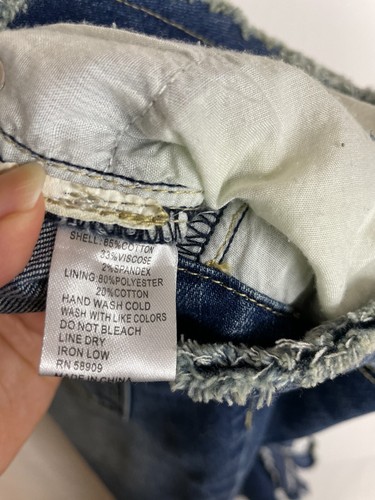 SHELL: 65%COTTON
33%VISCOSE
2%SPANDEX
LINING: 80%POLYESTER
20%COTTON
HAND WASH COLD
WASH WITH LIKE COLORS
DO NOT BLEACH
LINE DRY
IRON LOW
RN 58909
MADE IN CHINA